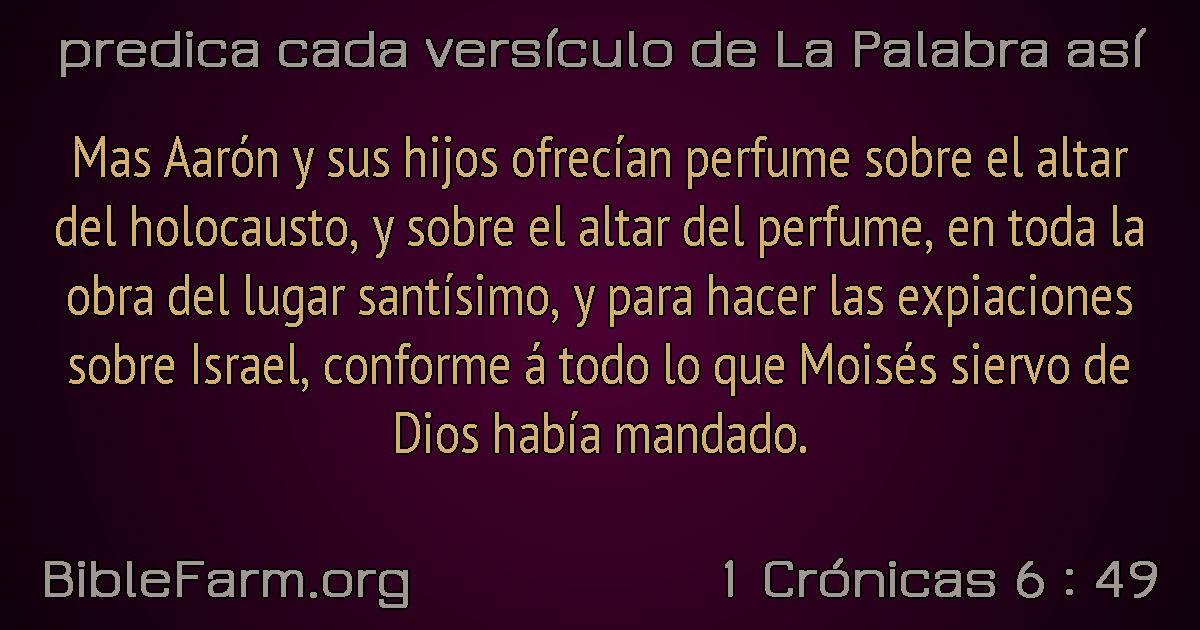 predica cada versículo de La Palabra así
Mas Aarón y sus hijos ofrecían perfume sobre el altar
del holocausto, y sobre el altar del perfume, en toda la
obra del lugar santísimo, y para hacer las expiaciones
sobre Israel, conforme á todo lo que Moisés siervo de
Dios había mandado.
BibleFarm.org
1 Crónicas 6 : 49